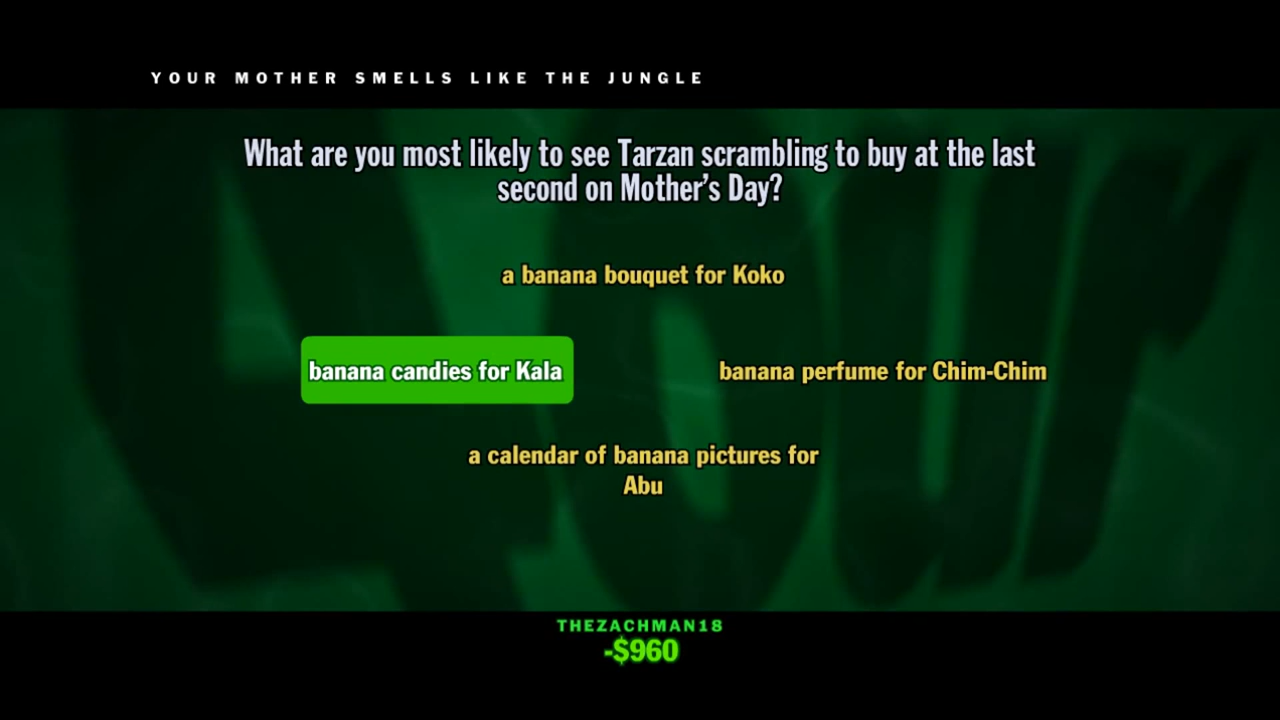 YOUR MOTHER SMELLS LIKE THE JUNGLE
What are you most likely to see Tarzan scrambling to buy at the last
second on Mother's Day?
a banana bouquet for Koko
banana candies for Kala
banana perfume for Chim-Chim
a calendar of banana pictures for
Abu
THEZACHMAN18
-$960